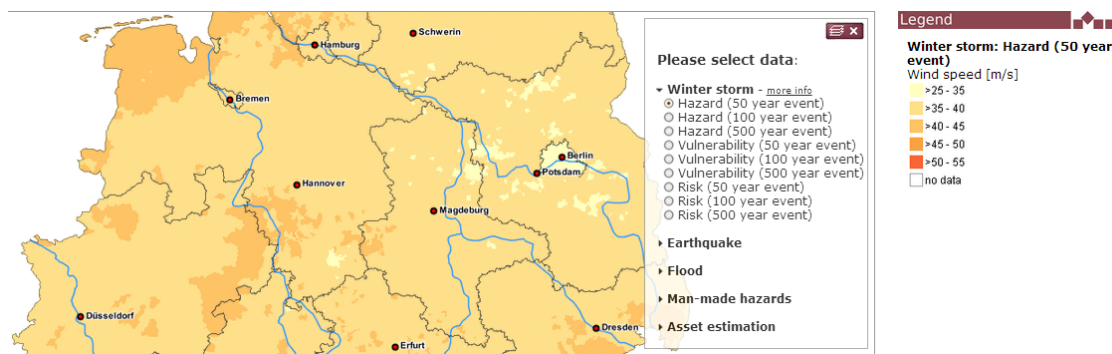 Schwerin
Hamburg
Bremen
Berlin
Potsdam
Hannover
Magdeburg
Düsseldorf
Dresden
Erfurt
Please select data:
Winter storm - more info
Hazard (50 year event)
Hazard (100 year event)
Hazard (500 year event)
Vulnerability (50 year event)
Vulnerability (100 year event)
Vulnerability (500 year event)
Risk (50 year event)
Risk (100 year event)
Risk (500 year event)
Earthquake
Flood
Man-made hazards
Asset estimation
Legend
Winter storm: Hazard (50 year
event)
Wind speed [m/s]
>25 - 35
>35 - 40
>40 - 45
>45 - 50
>50 - 55
no data